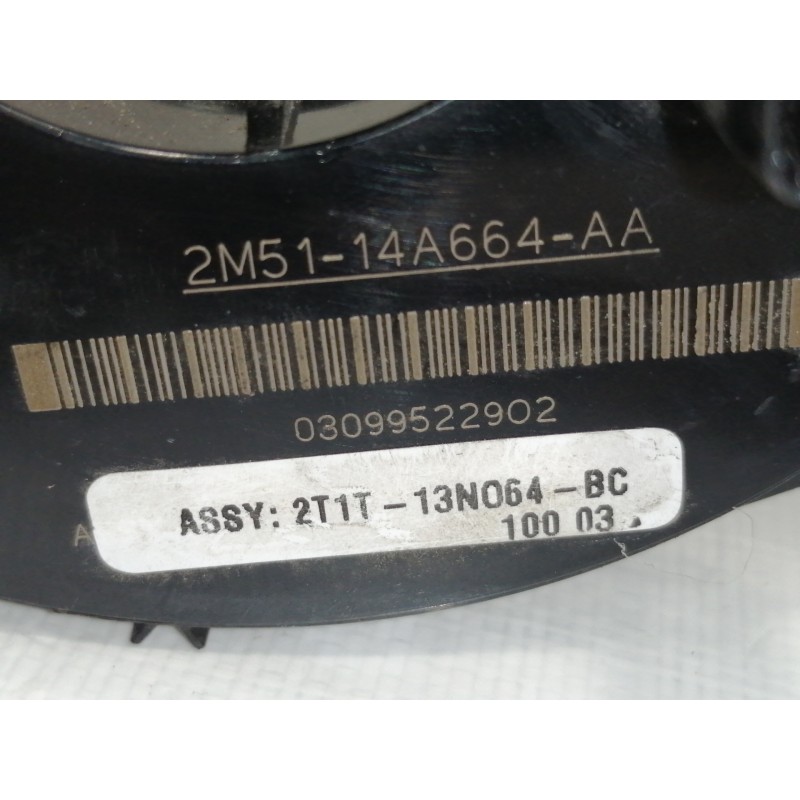 2M51-14A664-AA
03099522902
A
ASSY: 2T1T-13N064-BC
100 03